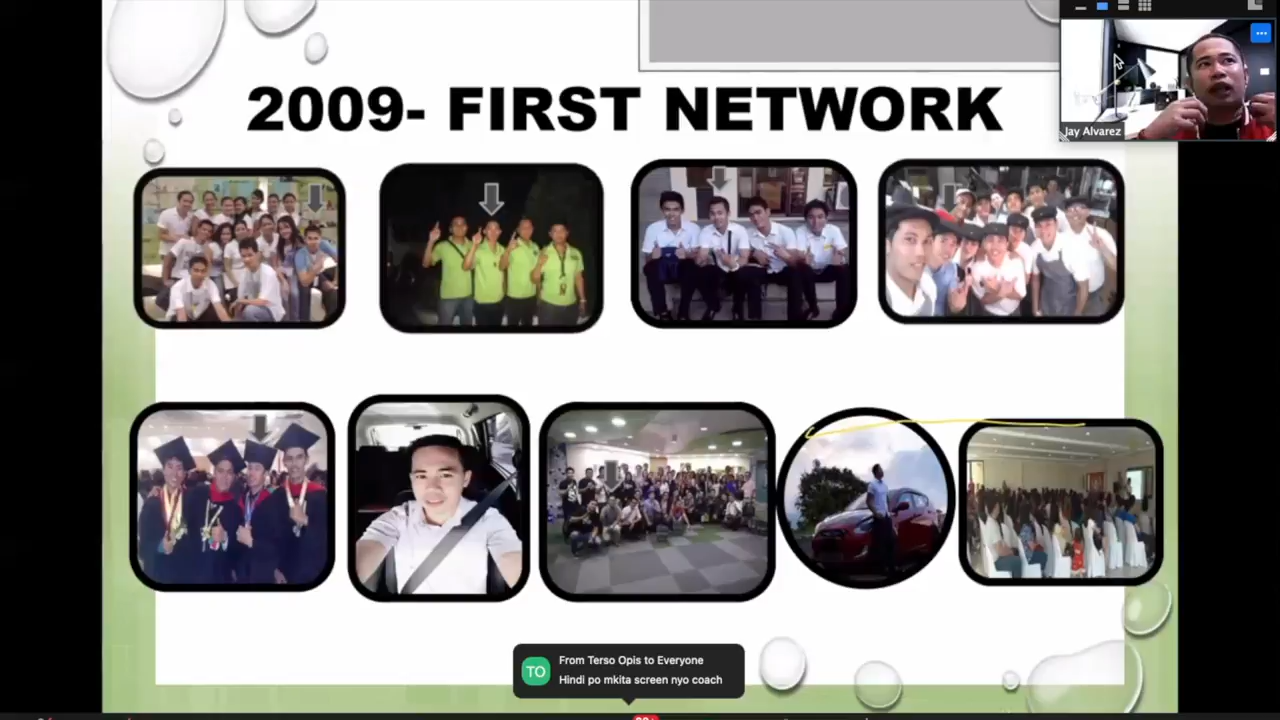 2009- FIRST NETWORK
Jay Alvarez
TO
From Terso Opis to Everyone
Hindi po mkita screen nyo coach